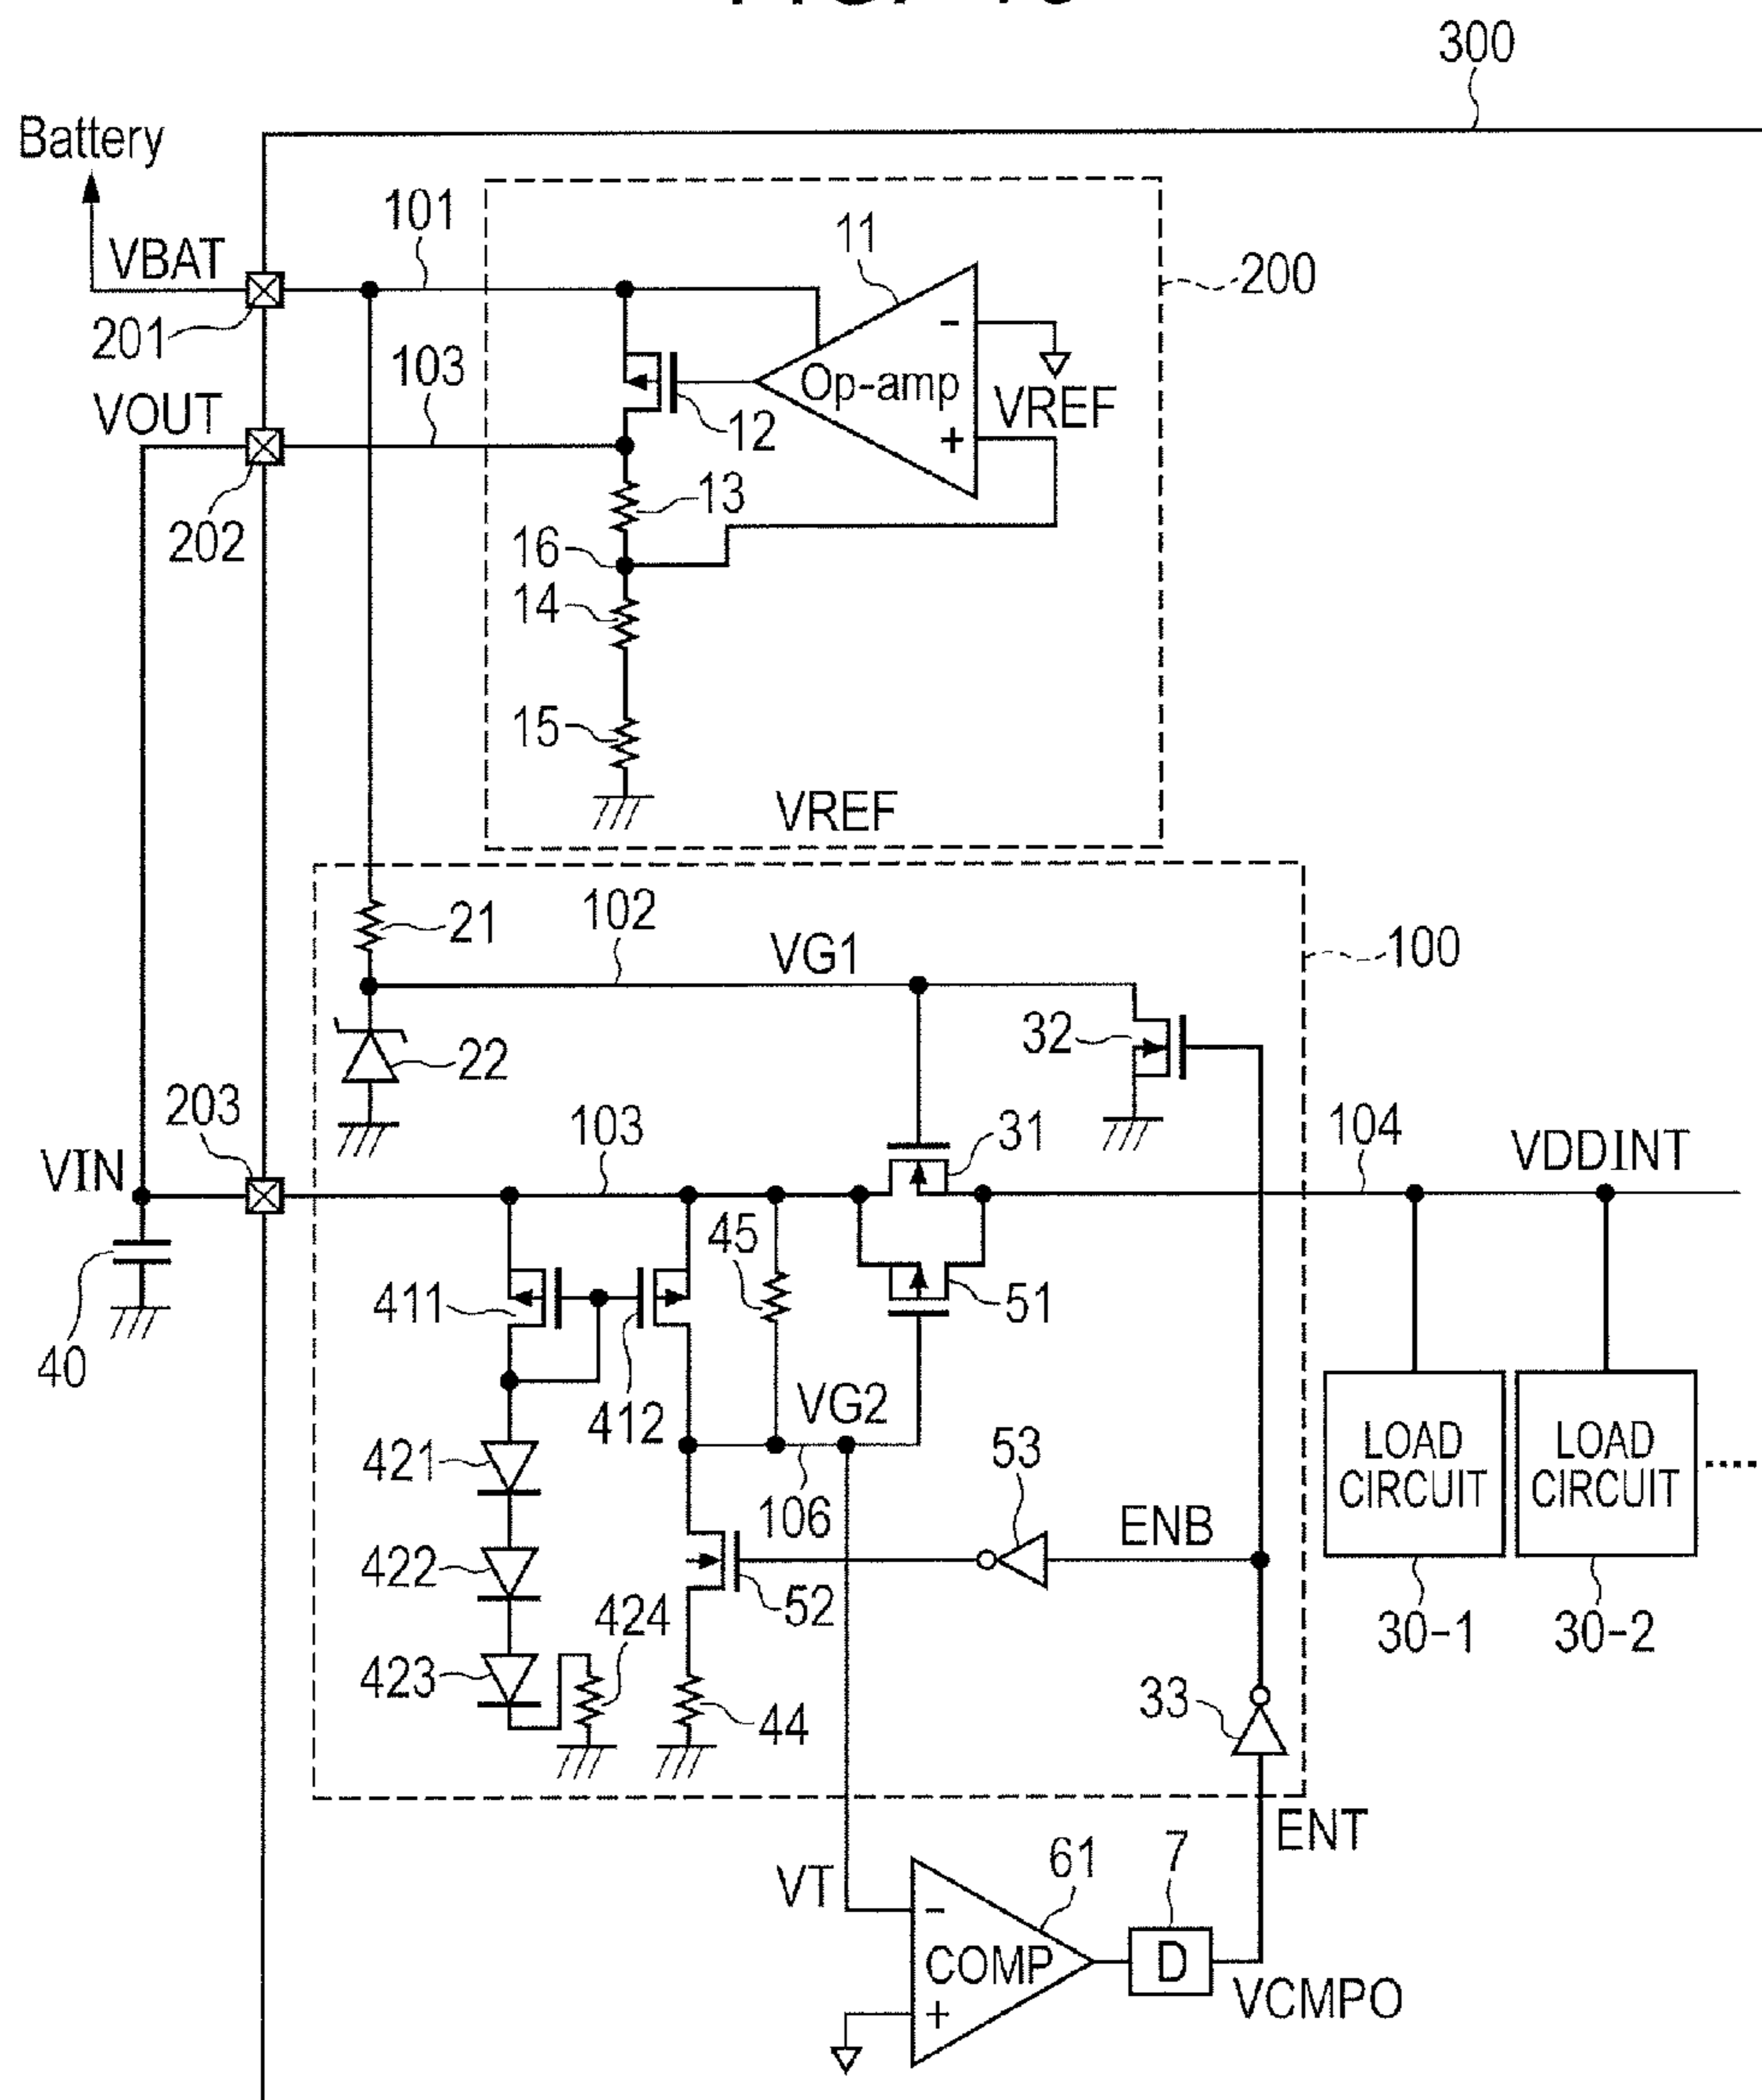 300
Battery
101
11
VBAT
200
-
201
103
Op-amp
VREF
VOUT
12
+
13
202
16
14
15
VREF
21
102
VG1
100
32
22
203
103
31
104
VDDINT
VIN
45
411
51
40
412
VG2
421
53
LOAD
CIRCUIT
LOAD
CIRCUIT
106
ENB
422
52
424
30-1
30-2
423
33
44
ENT
61
7
VT
-
COMP
D
VCMPO
+